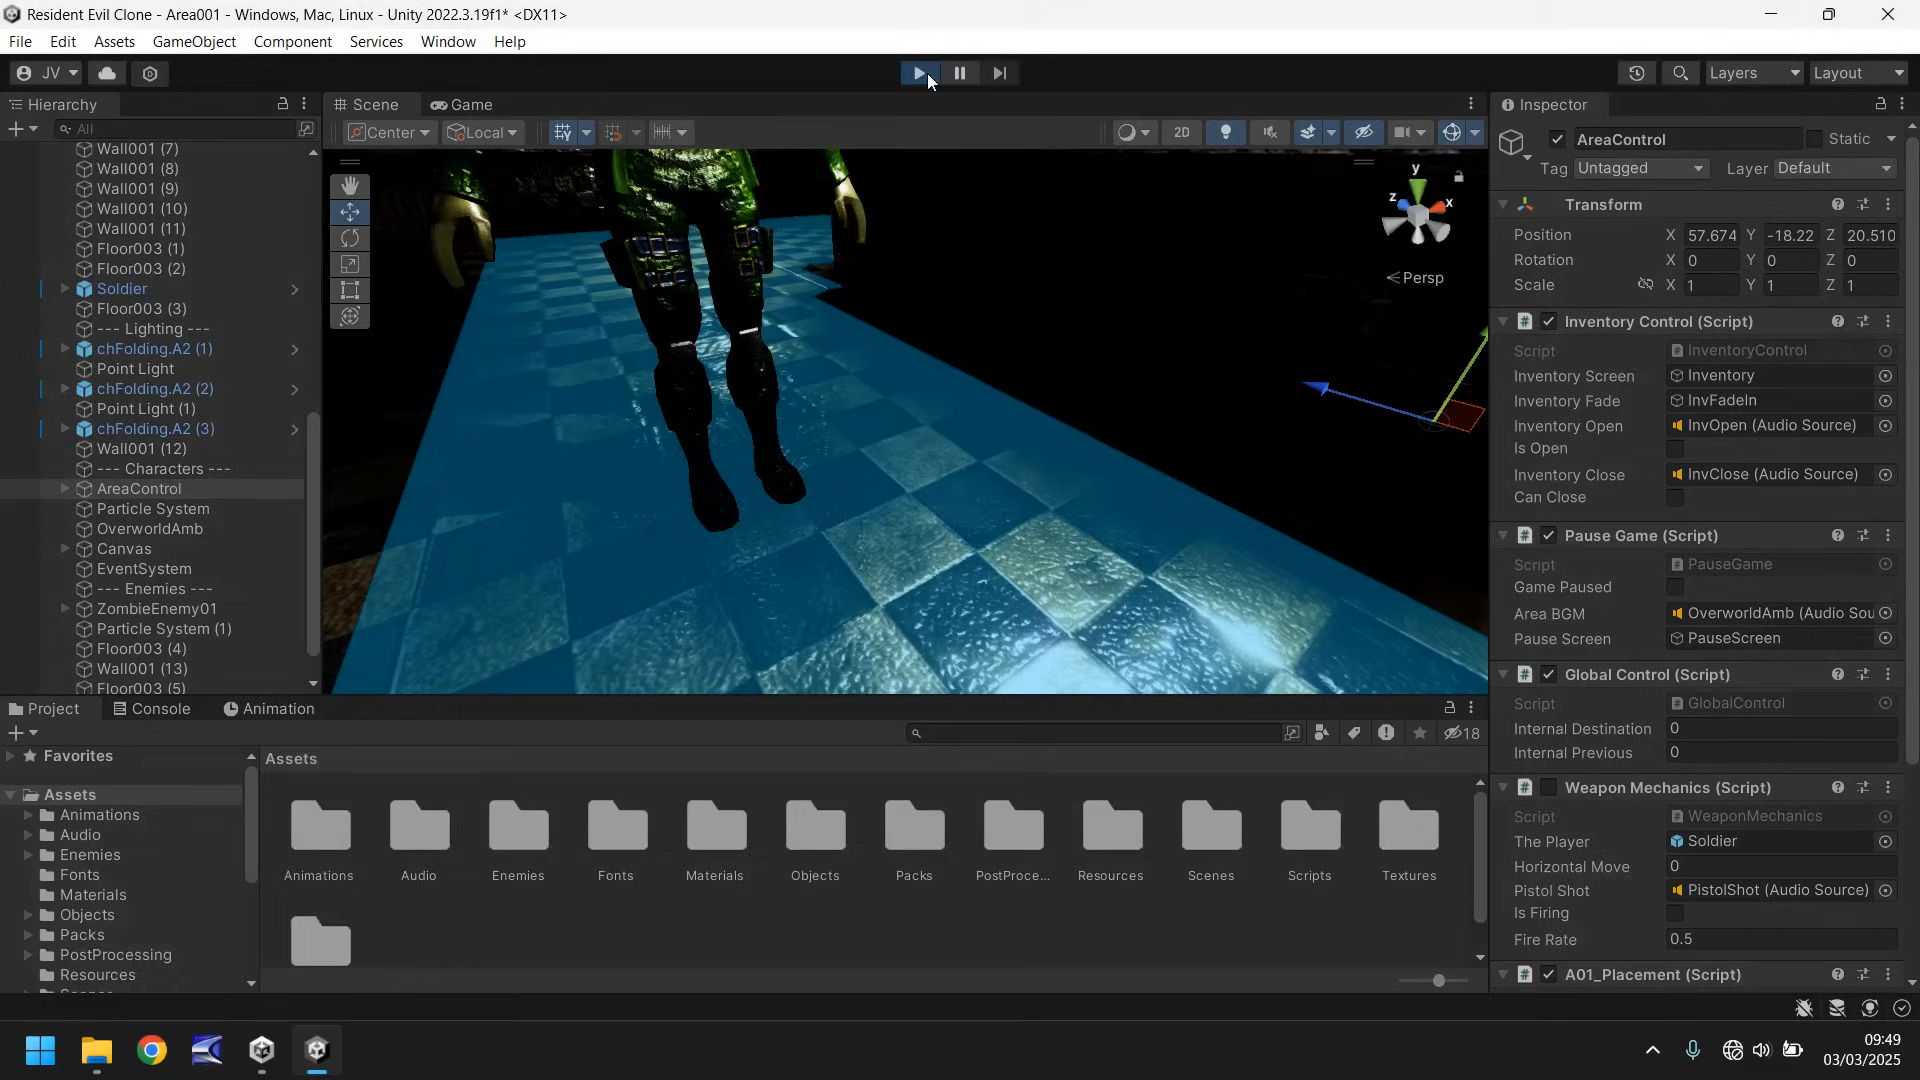 Resident Evil Clone - Area001 - Windows, Mac, Linux - Unity 2022.3.19f1* <DX11>
File Edit Assets GameObject Component Services Window Help
JV Layers Layout
Hierarchy
All
Wall001 (7)
Wall001 (8)
Wall001 (9)
Wall001 (10)
Wall001 (11)
Floor003 (1)
Floor003 (2)
Soldier
Floor003 (3)
--- Lighting ---
chFolding.A2 (1)
Point Light
chFolding.A2 (2)
Point Light (1)
chFolding.A2 (3)
Wall001 (12)
--- Characters ---
AreaControl
Particle System
OverworldAmb
Canvas
EventSystem
--- Enemies ---
ZombieEnemy01
Particle System (1)
Floor003 (4)
Wall001 (13)
Floor003 (5)
Scene Game
Center Local 2D
y
z x
Persp
Inspector
AreaControl Static
Tag Untagged Layer Default
Transform
Position X 57.674 Y -18.22 Z 20.510
Rotation X 0 Y 0 Z 0
Scale X 1 Y 1 Z 1
Inventory Control (Script)
Script InventoryControl
Inventory Screen Inventory
Inventory Fade InvFadeIn
Inventory Open InvOpen (Audio Source)
Is Open
Inventory Close InvClose (Audio Source)
Can Close
Pause Game (Script)
Script PauseGame
Game Paused
Area BGM OverworldAmb (Audio Sou
Pause Screen PauseScreen
Global Control (Script)
Script GlobalControl
Internal Destination 0
Internal Previous 0
Weapon Mechanics (Script)
Script WeaponMechanics
The Player Soldier
Horizontal Move 0
Pistol Shot PistolShot (Audio Source)
Is Firing
Fire Rate 0.5
A01_Placement (Script)
Project Console Animation
18
Favorites
Assets
Animations
Audio
Enemies
Fonts
Materials
Objects
Packs
PostProcessing
Resources
Assets
Animations Audio Enemies Fonts Materials Objects Packs PostProce... Resources Scenes Scripts Textures
09:49
03/03/2025